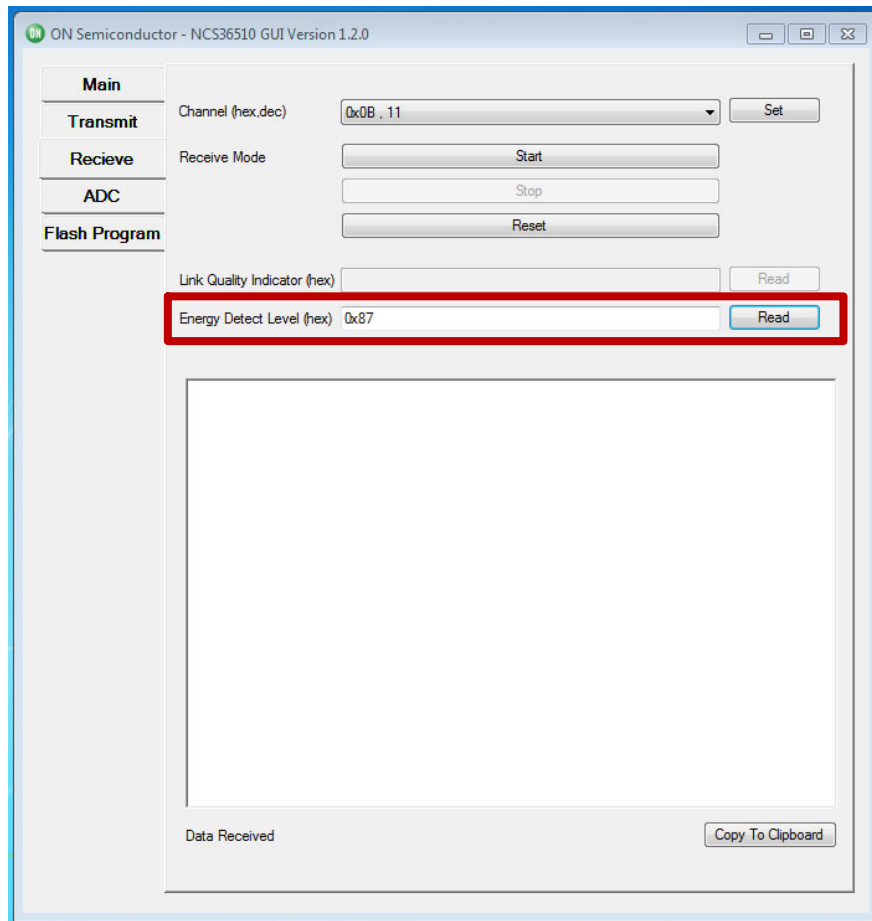 ON Semiconductor - NCS36510 GUI Version 1.2.0
Main
Transmit
Recieve
ADC
Flash Program
Channel (hex,dec) 0x0B , 11 Set
Receive Mode Start
Stop
Reset
Link Quality Indicator (hex) Read
Energy Detect Level (hex) 0x87 Read
Data Received Copy To Clipboard